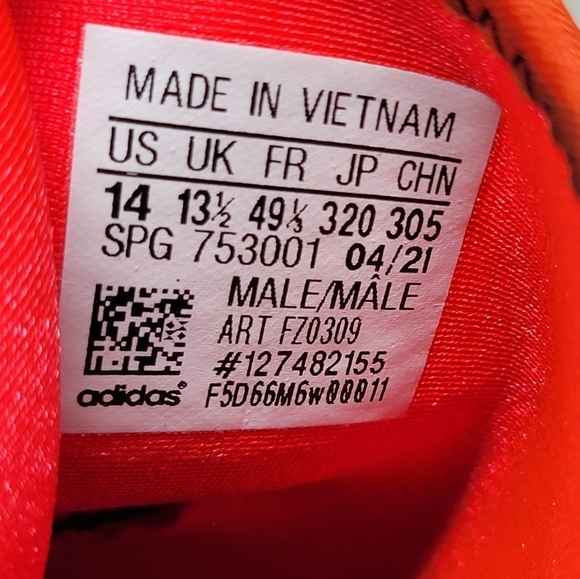 MADE IN VIETNAM
US UK FR JP CHN
14 13½ 49⅓ 320 305
SPG 753001 04/21
MALE/MÂLE
ART FZ0309
#127482155
adidas® F5D66M6w00011